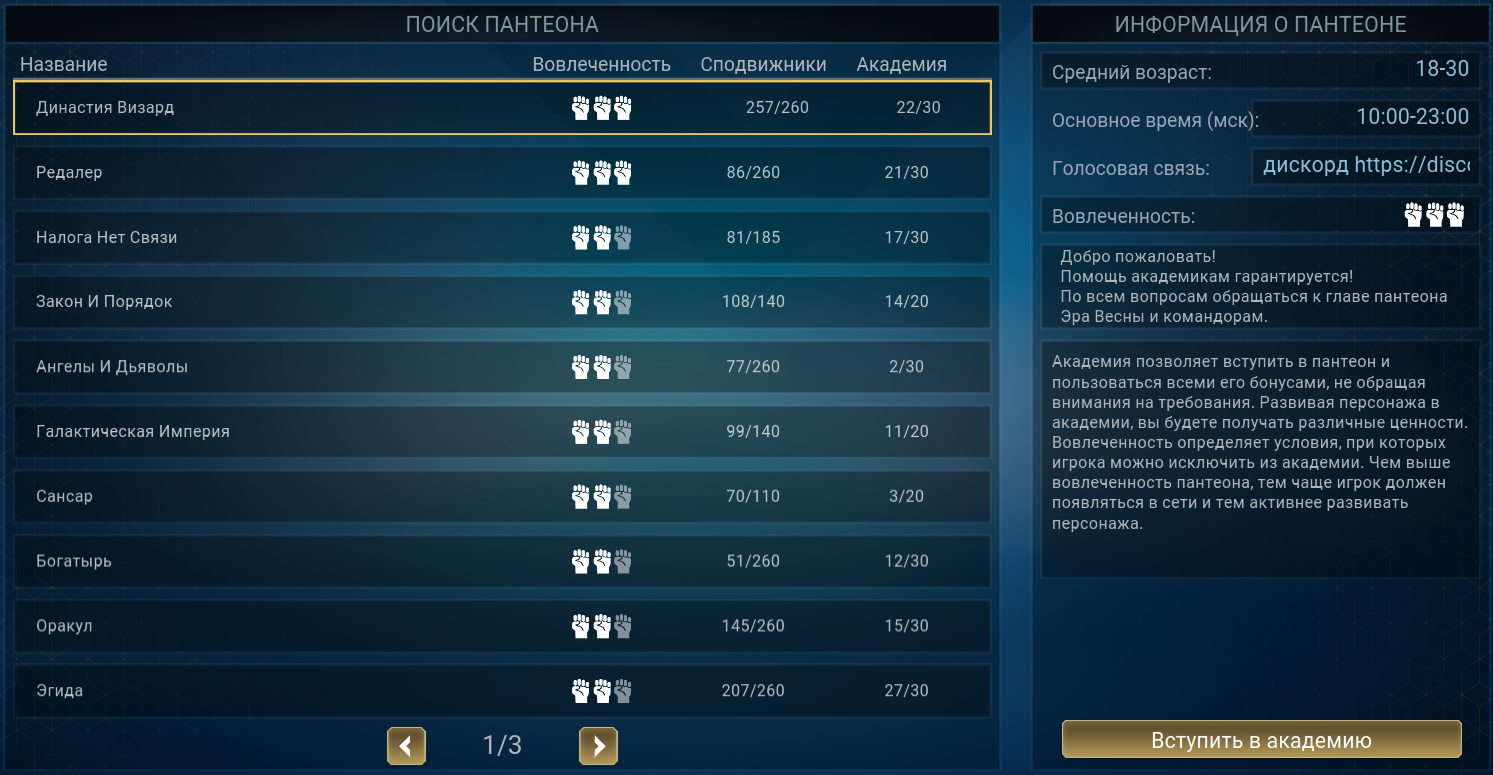 ПОИСК ПАНТЕОНА
Название Вовлеченность Сподвижники Академия
Династия Визард 257/260 22/30
Редалер 86/260 21/30
Налога Нет Связи 81/185 17/30
Закон И Порядок 108/140 14/20
Ангелы И Дьяволы 77/260 2/30
Галактическая Империя 99/140 11/20
Сансар 70/110 3/20
Богатырь 51/260 12/30
Оракул 145/260 15/30
Эгида 207/260 27/30
1/3
ИНФОРМАЦИЯ О ПАНТЕОНЕ
Средний возраст: 18-30
Основное время (мск): 10:00-23:00
Голосовая связь: дискорд https://disc
Вовлеченность:
Добро пожаловать!
Помощь академикам гарантируется!
По всем вопросам обращаться к главе пантеона
Эра Весны и командорам.
Академия позволяет вступить в пантеон и
пользоваться всеми его бонусами, не обращая
внимания на требования. Развивая персонажа в
академии, вы будете получать различные ценности.
Вовлеченность определяет условия, при которых
игрока можно исключить из академии. Чем выше
вовлеченность пантеона, тем чаще игрок должен
появляться в сети и тем активнее развивать
персонажа.
Вступить в академию